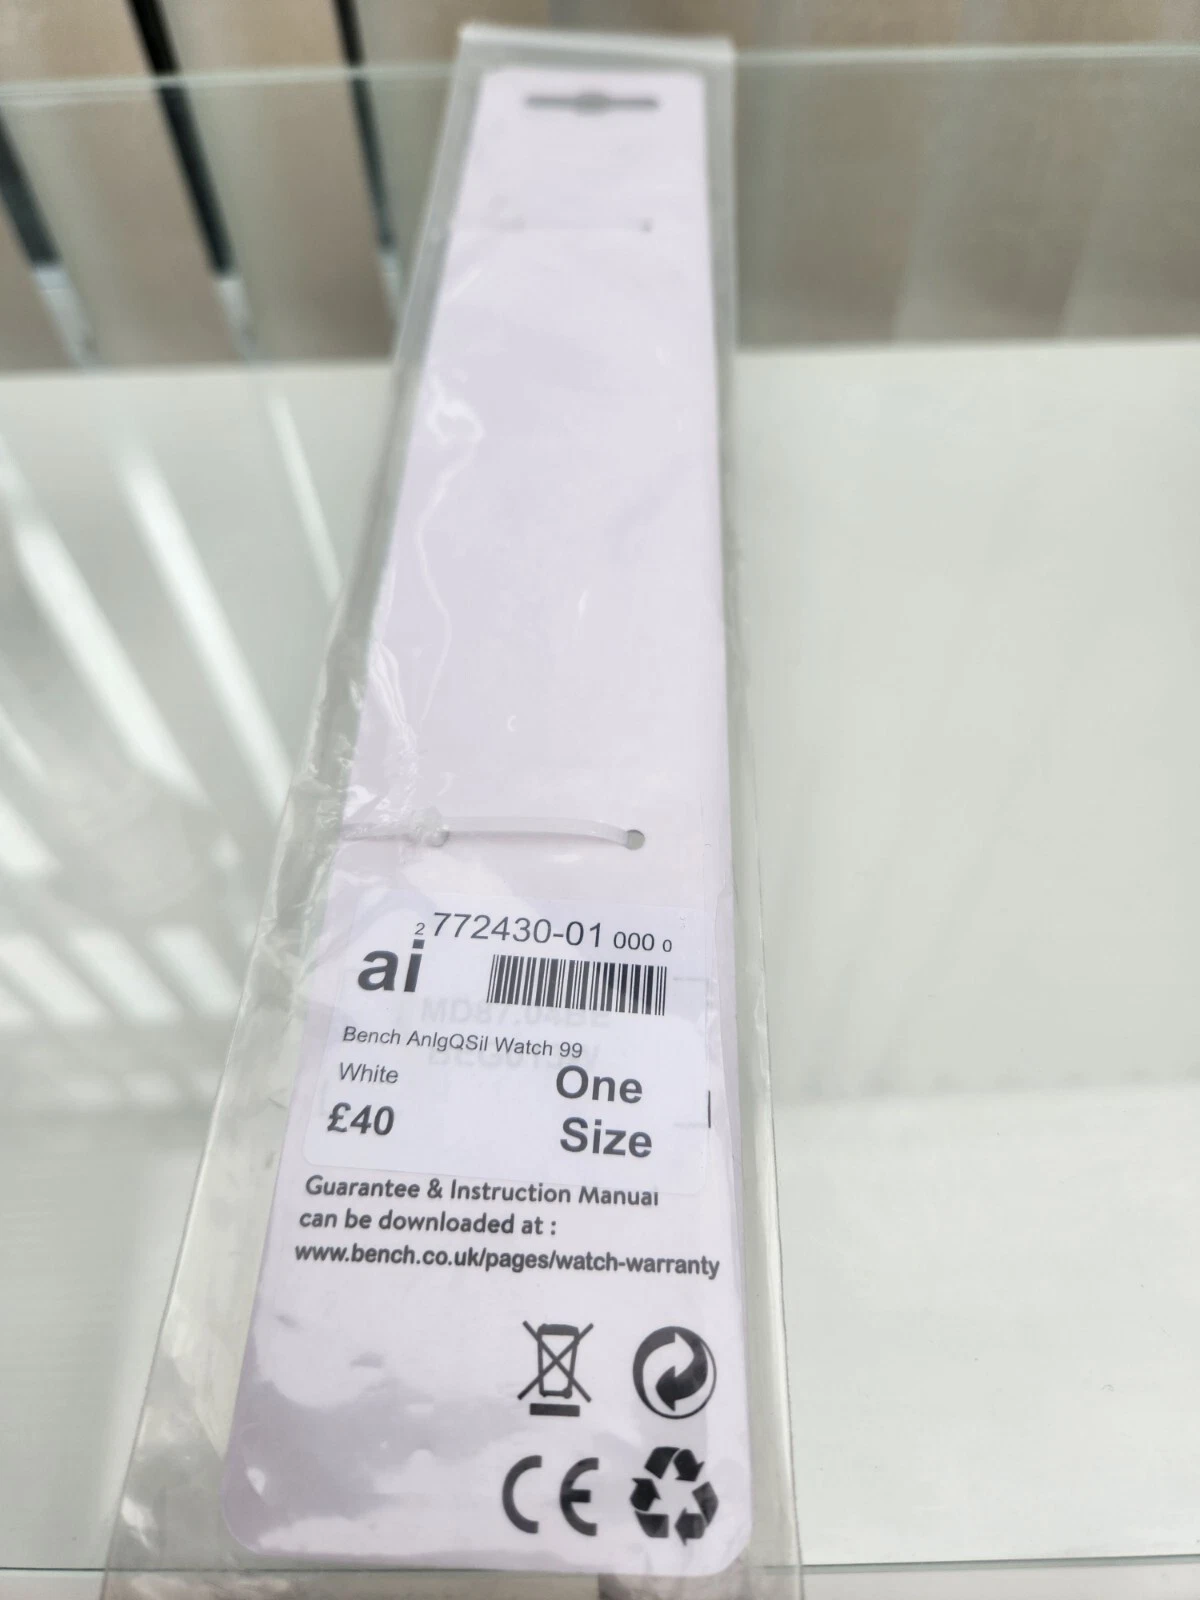 2 772430-01 000 0
ai
Bench AnlgQSil Watch 99
White
£40
One
Size
Guarantee & Instruction Manual
can be downloaded at :
www.bench.co.uk/pages/watch-warranty
CE